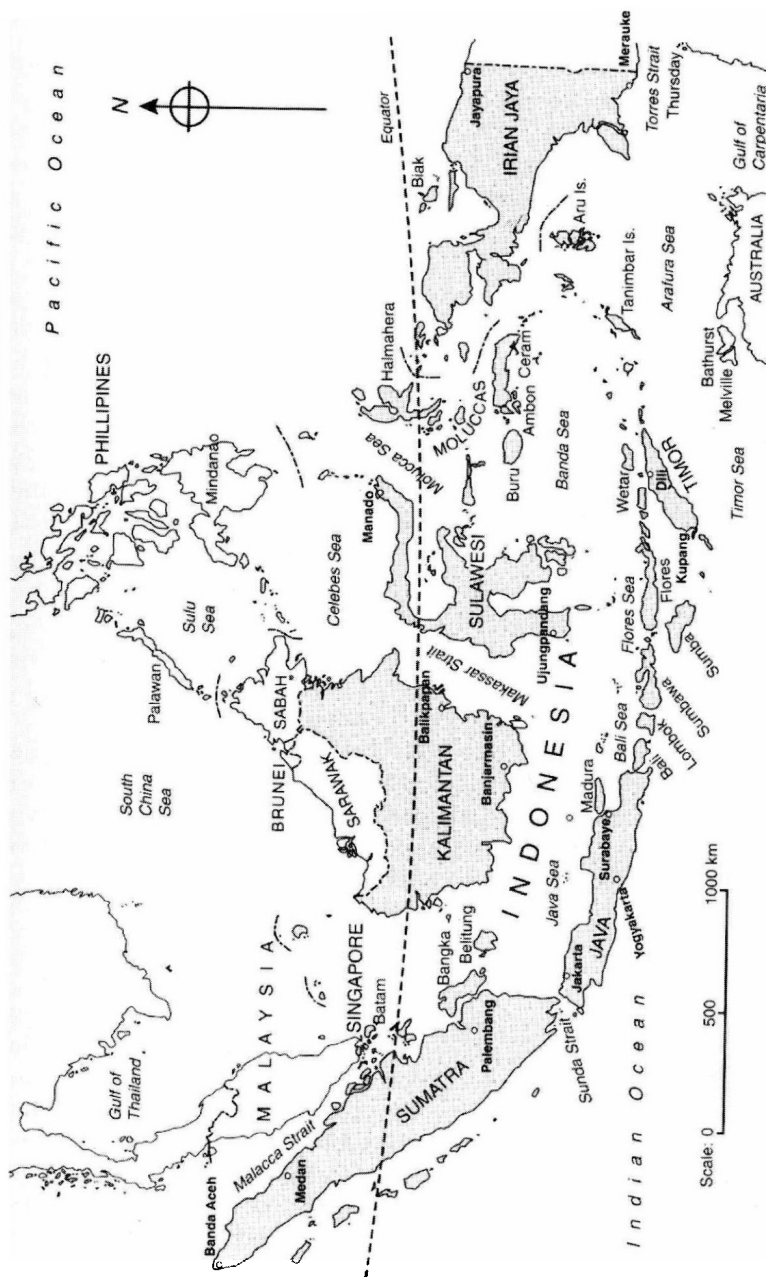 Pacific Ocean
N
PHILLIPINES
Mindanao
Sulu
Sea
Palawan
South
China
Sea
Gulf of
Thailand
MALAYSIA
Banda Aceh
Malacca Strait
Medan
SINGAPORE
Batam
BRUNEI
SABAH
SARAWAK
Celebes Sea
Manado
Molucca Sea
Halmahera
Biak
Equator
Jayapura
IRIAN JAYA
Merauke
SUMATRA
Palembang
Bangka
Belitung
KALIMANTAN
Balikpapan
Banjarmasin
Makassar Strait
SULAWESI
Ujungpandang
MOLUCCAS
Buru
Ambon
Ceram
Banda Sea
Aru Is.
Tanimbar Is.
Arafura Sea
Torres Strait
Thursday
Gulf of
Carpentaria
AUSTRALIA
Bathurst
Melville
Timor Sea
INDONESIA
Java Sea
Sunda Strait
Jakarta
JAVA
Yogyakarta
Surabaye
Madura
Bali Sea
Bali
Lombok
Sumbawa
Sumba
Flores Sea
Flores
Kupang
Wetar
Dili
TIMOR
Indian Ocean
Scale: 0 500 1000 km